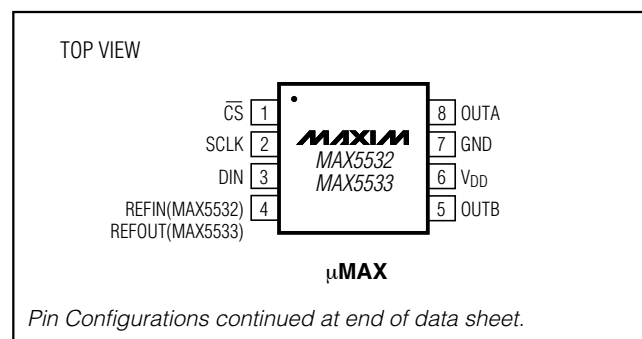 TOP VIEW
C̅S̅ 1
SCLK 2
DIN 3
REFIN(MAX5532) 4
REFOUT(MAX5533)
MAXIM
MAX5532
MAX5533
8 OUTA
7 GND
6 VDD
5 OUTB
µMAX
Pin Configurations continued at end of data sheet.